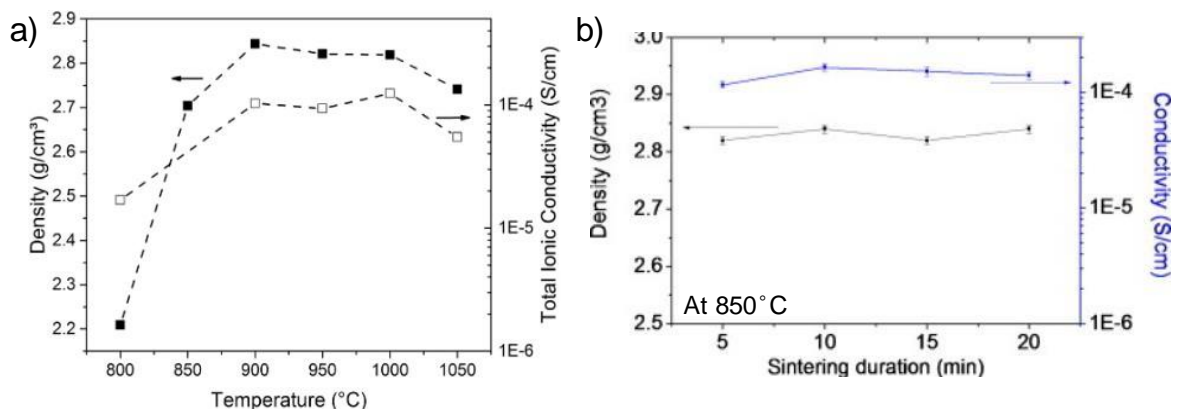 a)
Density (g/cm³)
2.9
2.8
2.7
2.6
2.5
2.4
2.3
2.2
800 850 900 950 1000 1050
Temperature (°C)
1E-4
1E-5
1E-6
Total Ionic Conductivity (S/cm)
b)
Density (g/cm3)
3.0
2.9
2.8
2.7
2.6
2.5
At 850°C
5 10 15 20
Sintering duration (min)
1E-4
1E-5
1E-6
Conductivity (S/cm)